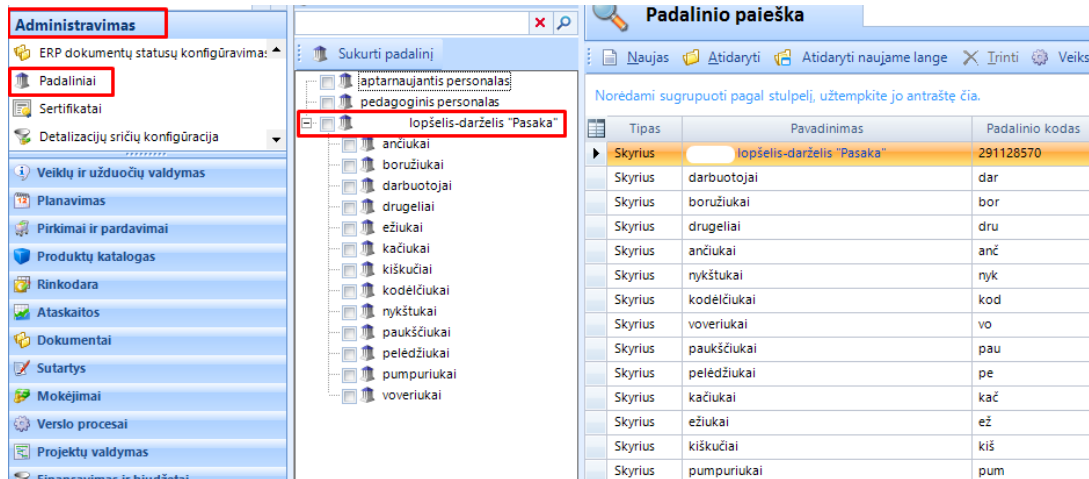 Administravimas
ERP dokumentų statusų konfigūravimas
Padaliniai
Sertifikatai
Detalizacijų sričių konfigūracija
Veiklų ir užduočių valdymas
Planavimas
Pirkimai ir pardavimai
Produktų katalogas
Rinkodara
Ataskaitos
Dokumentai
Sutartys
Mokėjimai
Verslo procesai
Projektų valdymas
Finansavimas ir biudžetai
Sukurti padalinį
aptarnaujantis personalas
pedagoginis personalas
lopšelis-darželis "Pasaka"
ančiukai
boružiukai
darbuotojai
drugeliai
ežiukai
kačiukai
kiškučiai
kodėlčiukai
nykštukai
paukščiukai
pelėdžiukai
pumpuriukai
voveriukai
Padalinio paieška
Naujas Atidaryti Atidaryti naujame lange Trinti Veiks
Norėdami sugrupuoti pagal stulpelį, užtempkite jo antraštę čia.
Tipas Pavadinimas Padalinio kodas
Skyrius lopšelis-darželis "Pasaka" 291128570
Skyrius darbuotojai dar
Skyrius boružiukai bor
Skyrius drugeliai dru
Skyrius ančiukai anč
Skyrius nykštukai nyk
Skyrius kodėlčiukai kod
Skyrius voveriukai vo
Skyrius paukščiukai pau
Skyrius pelėdžiukai pe
Skyrius kačiukai kač
Skyrius ežiukai ež
Skyrius kiškučiai kiš
Skyrius pumpuriukai pum